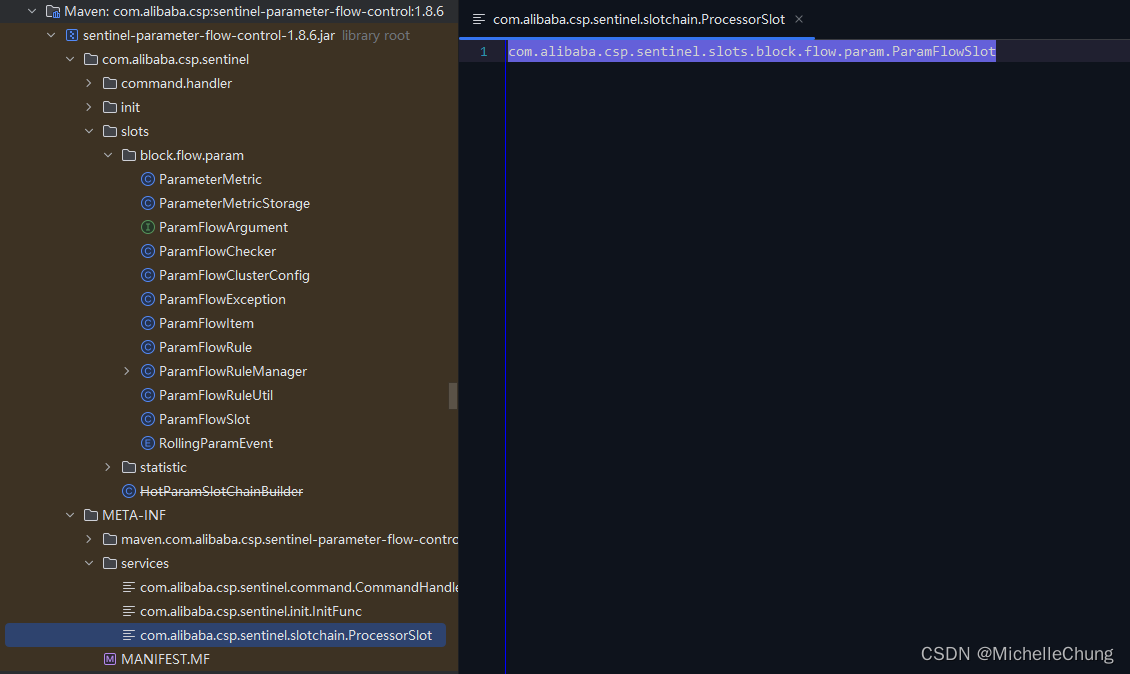 Maven: com.alibaba.csp:sentinel-parameter-flow-control:1.8.6
sentinel-parameter-flow-control-1.8.6.jar library root
com.alibaba.csp.sentinel
command.handler
init
slots
block.flow.param
ParameterMetric
ParameterMetricStorage
ParamFlowArgument
ParamFlowChecker
ParamFlowClusterConfig
ParamFlowException
ParamFlowItem
ParamFlowRule
ParamFlowRuleManager
ParamFlowRuleUtil
ParamFlowSlot
RollingParamEvent
statistic
HotParamSlotChainBuilder
META-INF
maven.com.alibaba.csp.sentinel-parameter-flow-contro
services
com.alibaba.csp.sentinel.command.CommandHandle
com.alibaba.csp.sentinel.init.InitFunc
com.alibaba.csp.sentinel.slotchain.ProcessorSlot
MANIFEST.MF
com.alibaba.csp.sentinel.slotchain.ProcessorSlot
1 com.alibaba.csp.sentinel.slots.block.flow.param.ParamFlowSlot
CSDN @MichelleChung